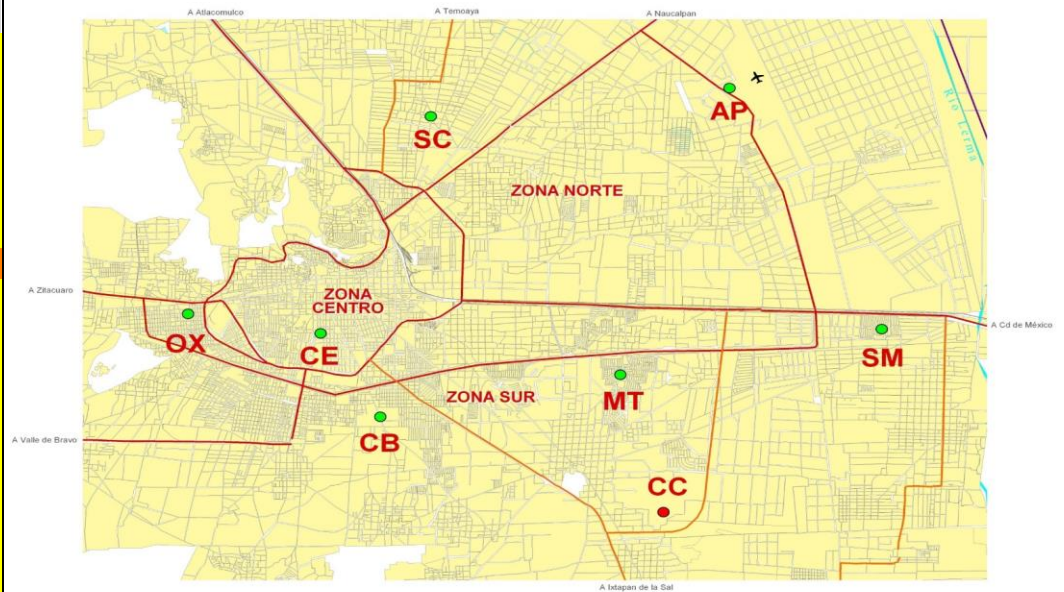 A Atlacomulco
A Temoaya
A Naucalpan
AP
SC
Río Lerma
ZONA NORTE
A Zitacuaro
ZONA
CENTRO
A Cd de México
OX
CE
SM
ZONA SUR
MT
A Valle de Bravo
CB
CC
A Ixtapan de la Sal